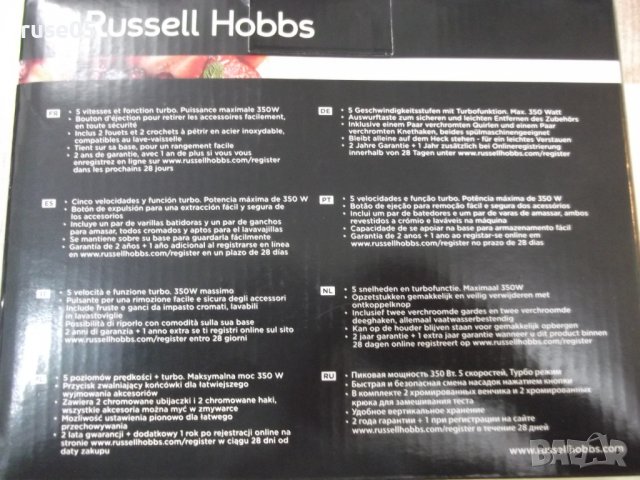 ruse05
Russell Hobbs
FR
• 5 vitesses et fonction turbo. Puissance maximale 350W
• Bouton d'éjection pour retirer les accessoires facilement,
en toute sécurité
• Inclus 2 fouets et 2 crochets à pétrir en acier inoxydable,
compatibles au lave-vaisselle
• Tient sur sa base, pour un rangement facile
• 2 ans de garantie, avec 1 an de plus si vous vous
enregistrez en ligne sur www.russellhobbs.com/register
dans les prochains 28 jours
DE
• 5 Geschwindigkeitsstufen mit Turbofunktion. Max. 350 Watt
• Auswurftaste zum sicheren und leichten Entfernen des Zubehörs
• Inklusive einem Paar verchromten Quirlen und einem Paar
verchromten Knethaken, beides spülmaschinengeeignet
• Bleibt alleine auf dem Heck stehen - für ein leichtes Verstauen
• 2 Jahre Garantie + 1 Jahr zusätzlich bei Onlineregistrierung
innerhalb von 28 Tagen unter www.russellhobbs.com/register
ES
• Cinco velocidades y función turbo. Potencia máxima de 350 W
• Botón de expulsión para una extracción fácil y segura de
los accesorios
• Incluye un par de varillas batidoras y un par de ganchos
para amasar, todos cromados y aptos para el lavavajillas
• Se mantiene sobre su base para guardarla fácilmente
• Garantía de 2 años + 1 año adicional al registrarse en línea
en www.russellhobbs.com/register en un plazo de 28 días
PT
• 5 velocidades e função turbo. Potência máxima de 350 W
• Botão de ejeção para remoção fácil e segura dos acessórios
• Inclui um par de batedores e um par de varas de amassar, ambos
revestidos a crómio e laváveis na máquina
• Capacidade de se apoiar na base para armazenamento fácil
• Garantia de 2 anos + 1 ano ao registar-se online em
www.russellhobbs.com/register no prazo de 28 dias
• 5 velocità e funzione turbo. 350W massimo
• Pulsante per una rimozione facile e sicura degli accessori
Include fruste e ganci da impasto cromati, lavabili
in lavastoviglie
Possibilità di riporlo con comodità sulla sua base
2 anni di garanzia + 1 anno extra se ti registri online sul sito
www.russellhobbs.com/register entro 28 giorni
NL
• 5 snelheden en turbofunctie. Maximaal 350W
• Opzetstukken gemakkelijk en veilig verwijderen met
ontkoppelknop
• Inclusief twee verchroomde gardes en twee verchroomde
deeghaken, allemaal vaatwasserbestendig
• Kan op de houder blijven staan voor gemakkelijk opbergen
• 2 jaar garantie + 1 extra jaar garantie wanneer u dit product binnen
28 dagen online registreert op www.russellhobbs.com/register
• 5 poziomów prędkości + turbo. Maksymalna moc 350 W
• Przycisk zwalniający końcówki dla łatwiejszego
wyjmowania akcesoriów
• Zawiera 2 chromowane ubijaczki i 2 chromowane haki,
wszystkie akcesoria można myć w zmywarce
• Możliwość ustawienia pionowo dla łatwego
przechowywania
• 2 lata gwarancji + dodatkowy 1 rok po rejestracji online na
stronie www.russellhobbs.com/register w ciągu 28 dni od
daty zakupu
RU
• Пиковая мощность 350 Вт. 5 скоростей, Турбо режим
• Быстрая и безопасная смена насадок нажатием кнопки
• В комплекте 2 хромированных венчика и 2 хромированных
крюка для замешивания теста
• Удобное вертикальное хранение
• 2 года гарантии + 1 при регистрации на сайте
www.russellhobbs.com/register в течение 28 дней
www.russellhobbs.com
bazar